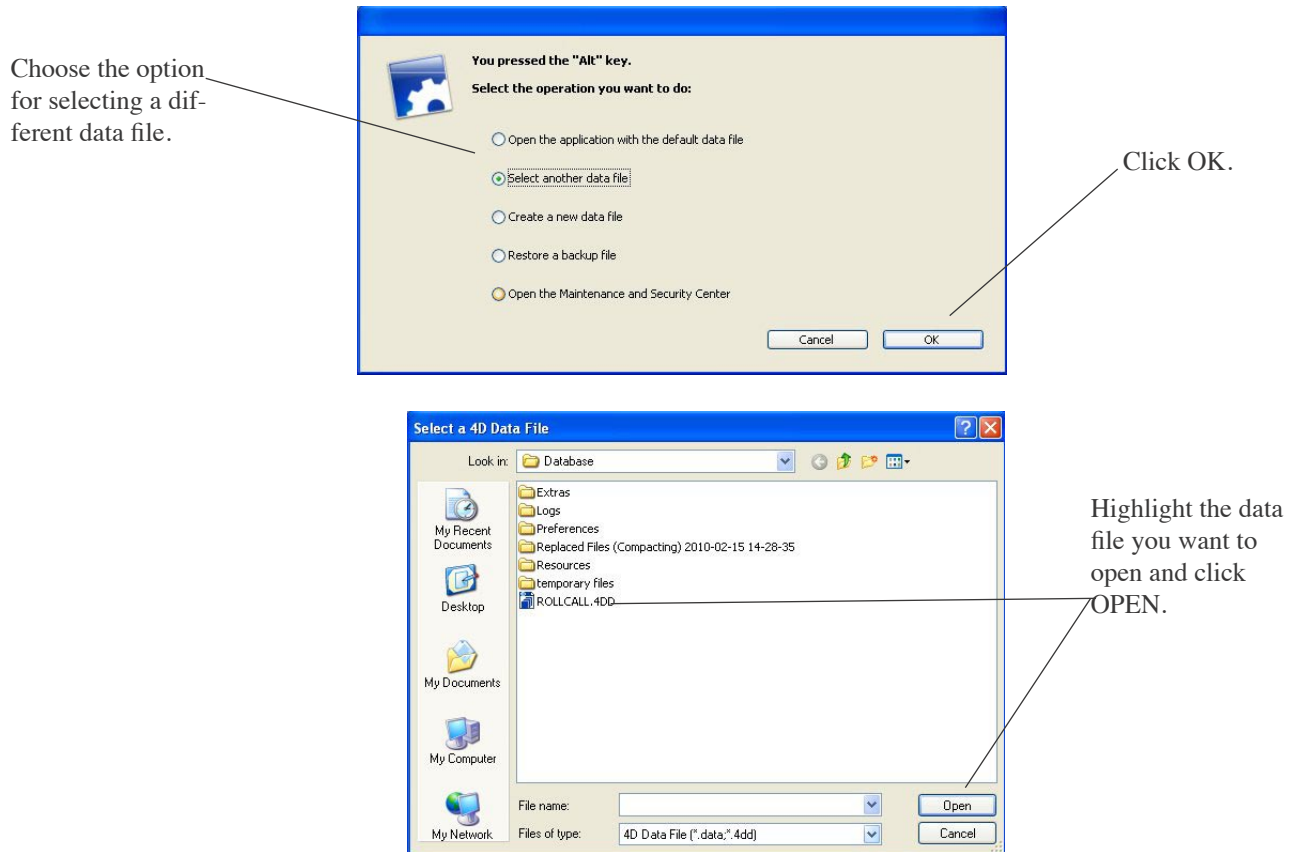 Choose the option
for selecting a dif-
ferent data file.
You pressed the "Alt" key.
Select the operation you want to do:
Open the application with the default data file
Select another data file
Create a new data file
Restore a backup file
Open the Maintenance and Security Center
Cancel
OK
Click OK.
Select a 4D Data File
Look in:
Database
My Recent
Documents
Desktop
My Documents
My Computer
My Network
Extras
Logs
Preferences
Replaced Files (Compacting) 2010-02-15 14-28-35
Resources
temporary files
ROLLCALL.4DD
File name:
Open
Files of type:
4D Data File (*.data;*.4dd)
Cancel
Highlight the data
file you want to
open and click
OPEN.